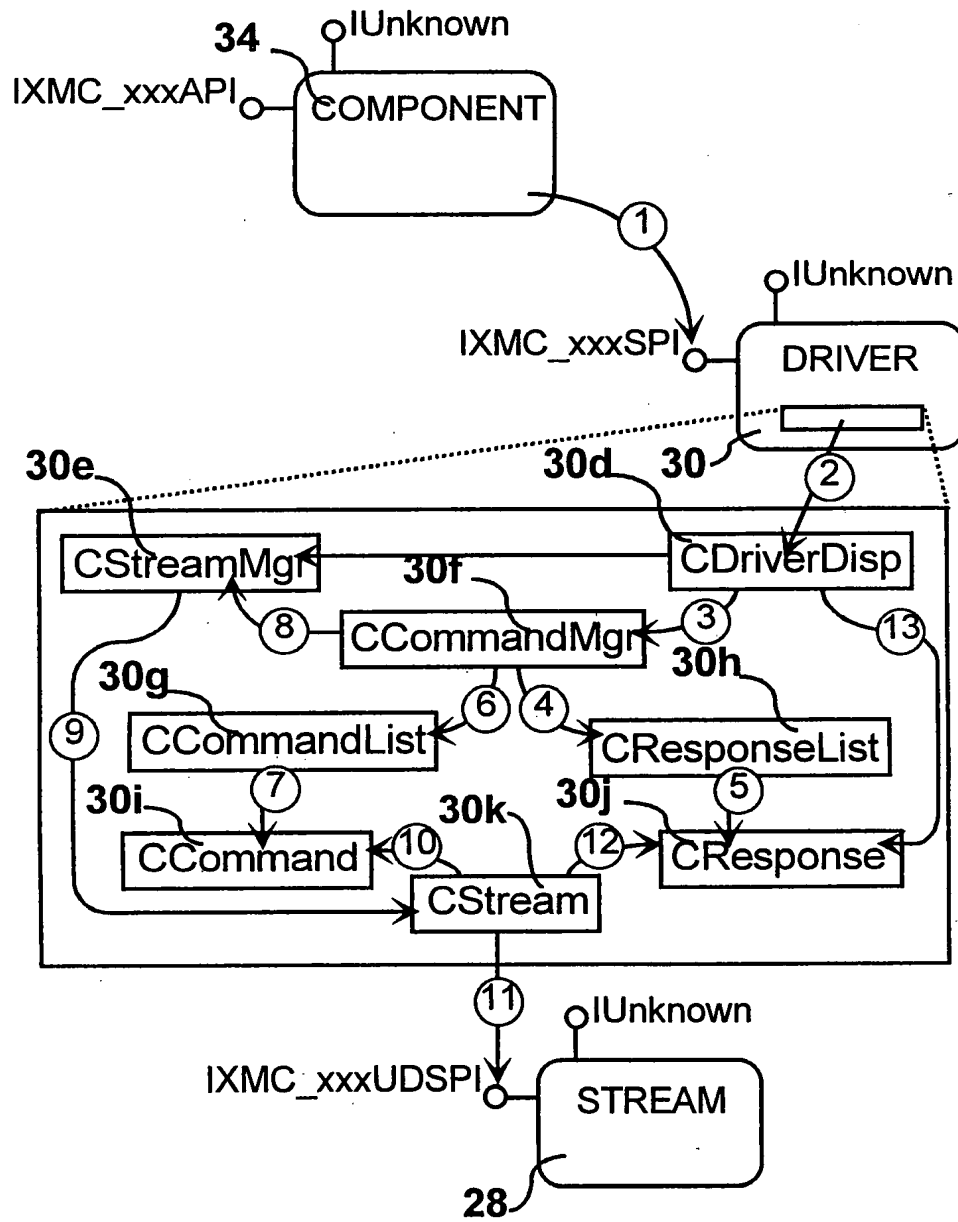 IUnknown
34
IXMC_xxxAPI
COMPONENT
1
IUnknown
IXMC_xxxSPI
DRIVER
30
2
30e
30d
CStreamMgr
30f
CDriverDisp
8
CCommandMgr
3
13
30g
6
4
30h
9
CCommandList
CResponseList
7
30i
30k
30j
5
CCommand
10
12
CResponse
CStream
11
IUnknown
IXMC_xxxUDSPI
STREAM
28